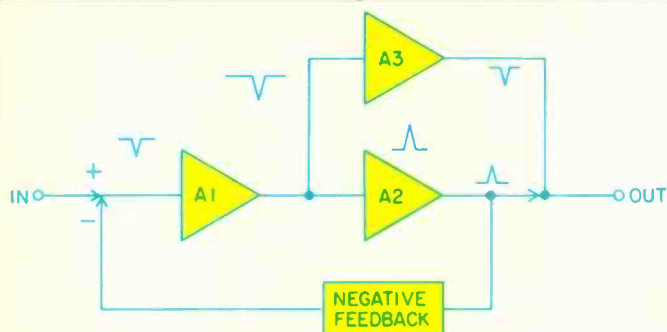 A3
+
IN
A1
A2
OUT
−
NEGATIVE
FEEDBACK